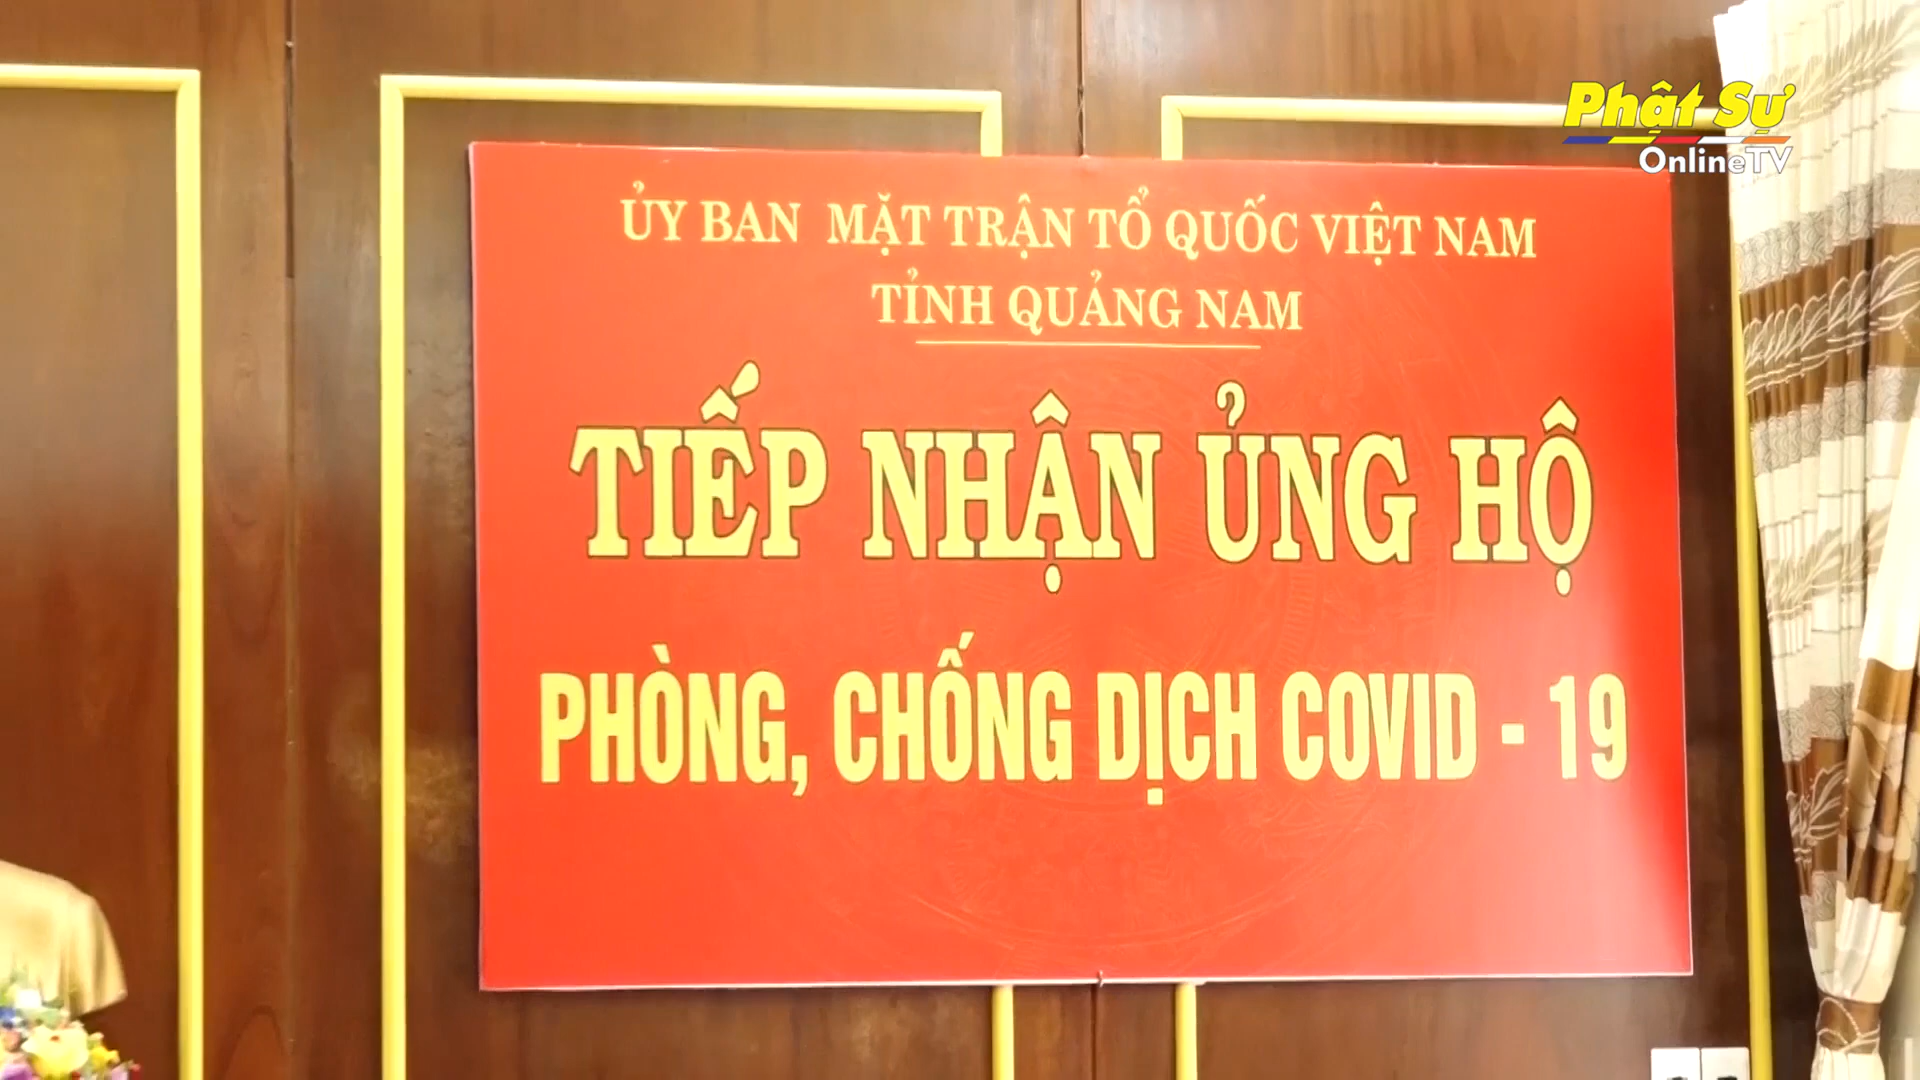 Phật Sự
OnlineTV
ỦY BAN MẶT TRẬN TỔ QUỐC VIỆT NAM
TỈNH QUẢNG NAM
TIẾP NHẬN ỦNG HỘ
PHÒNG, CHỐNG DỊCH COVID - 19